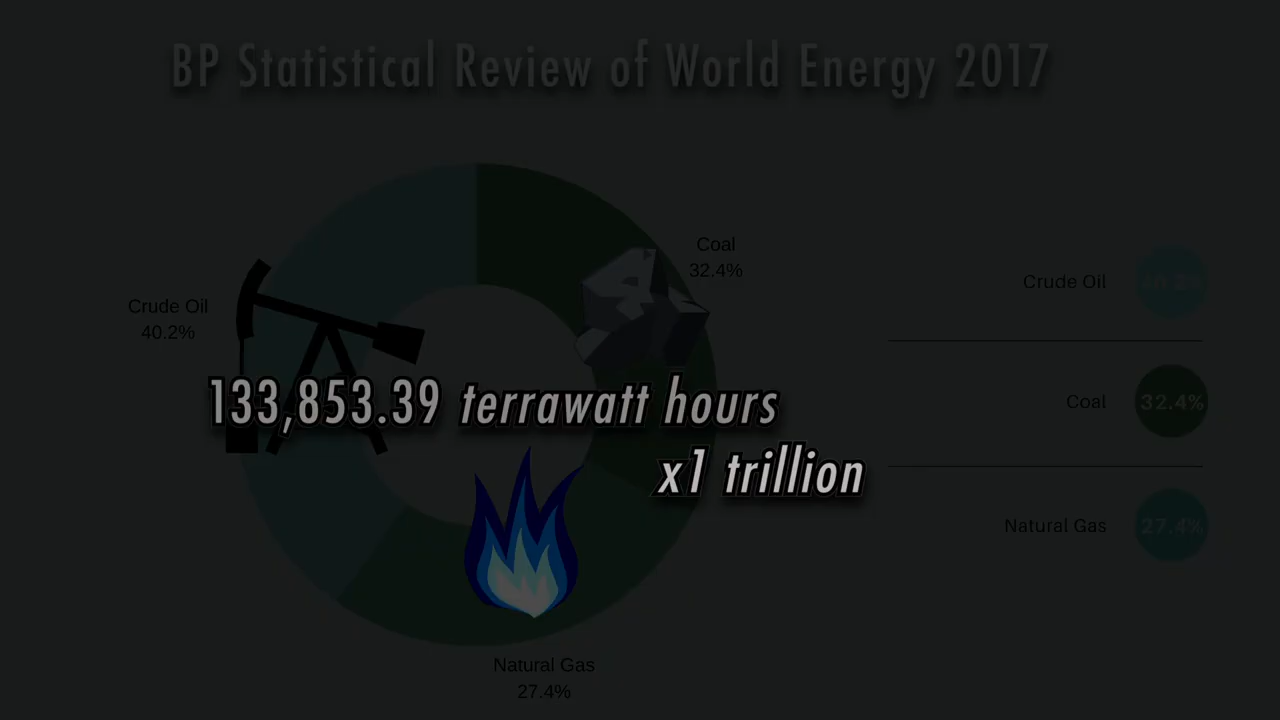 BP Statistical Review of World Energy 2017
Coal
32.4%
Crude Oil
40.2%
Crude Oil
Coal
32.4%
133,853.39 terrawatt hours
x1 trillion
Natural Gas
27.4%
Natural Gas
27.4%